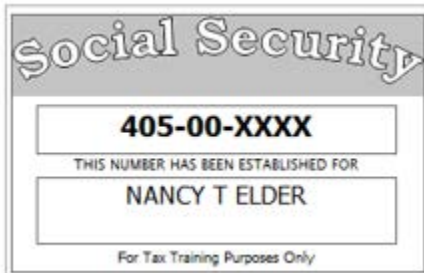 Social Security
405-00-XXXX
THIS NUMBER HAS BEEN ESTABLISHED FOR
NANCY T ELDER
For Tax Training Purposes Only